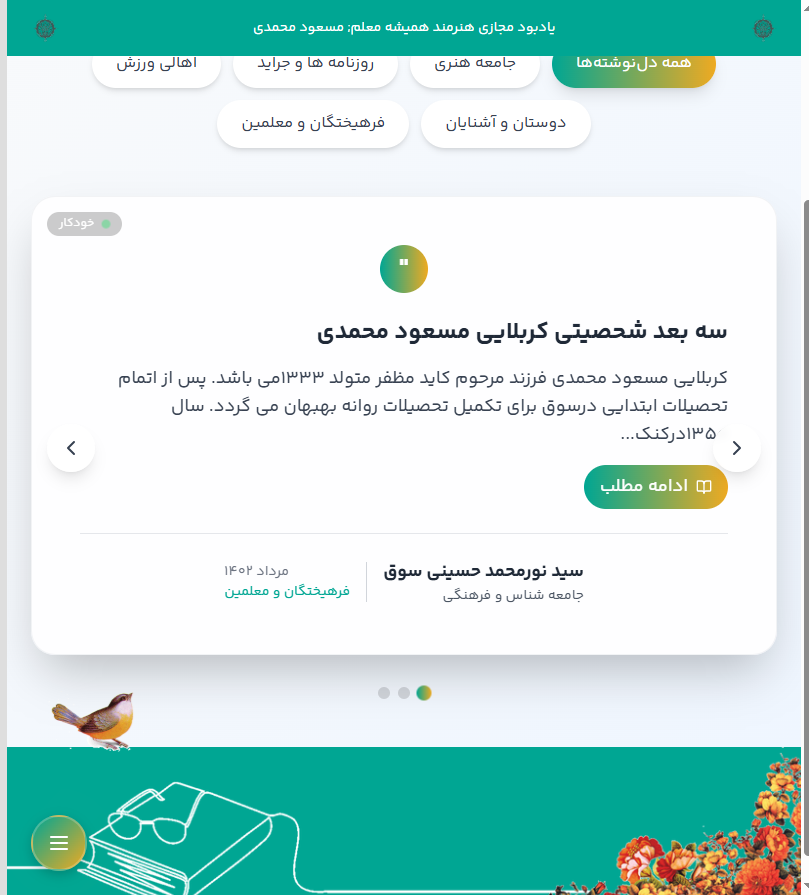 یادبود مجازی هنرمند همیشه معلم; مسعود محمدی
همه دل‌نوشته‌ها
جامعه هنری
روزنامه ها و جراید
اهالی ورزش
دوستان و آشنایان
فرهیختگان و معلمین
خودکار
"
سه بعد شخصیتی کربلایی مسعود محمدی
کربلایی مسعود محمدی فرزند مرحوم کاید مظفر متولد ۱۳۳۳می باشد. پس از اتمام
تحصیلات ابتدایی درسوق برای تکمیل تحصیلات روانه بهبهان می گردد. سال
۱۳۵درکنک...
ادامه مطلب
سید نورمحمد حسینی سوق
جامعه شناس و فرهنگی
مرداد ۱۴۰۲
فرهیختگان و معلمین